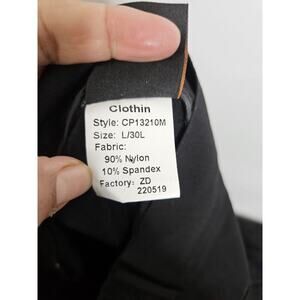 Clothin
Style: CP13210M
Size: L/30L
Fabric:
90% Nylon
10% Spandex
Factory: ZD
220519